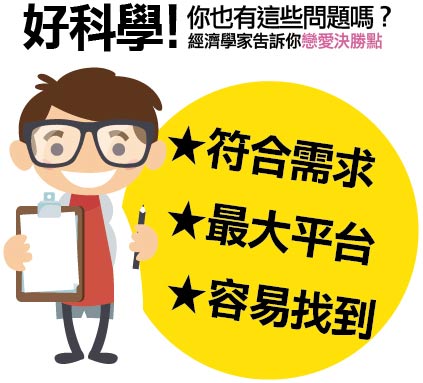 好科學!
你也有這些問題嗎？
經濟學家告訴你戀愛決勝點
★符合需求
★最大平台
★容易找到